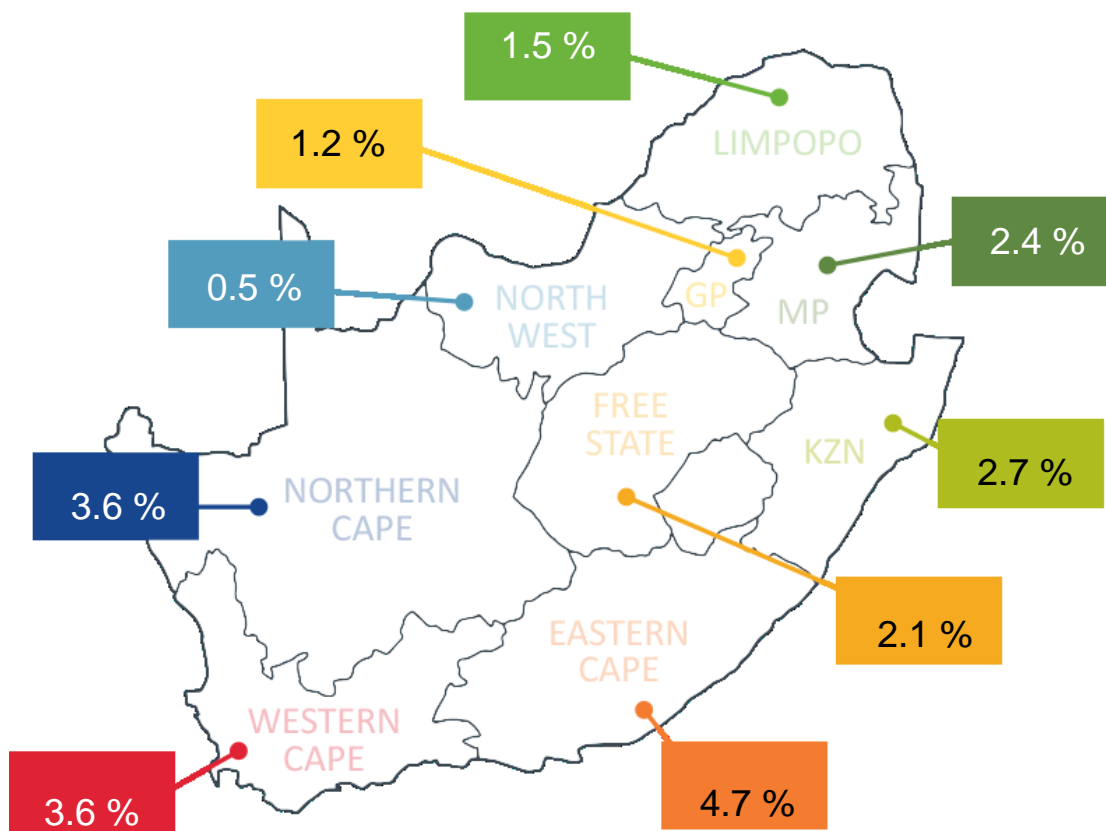 1.5 %
LIMPOPO
1.2 %
2.4 %
0.5 %
NORTH
WEST
GP
MP
FREE
STATE
KZN
2.7 %
3.6 %
NORTHERN
CAPE
2.1 %
EASTERN
CAPE
WESTERN
CAPE
3.6 %
4.7 %